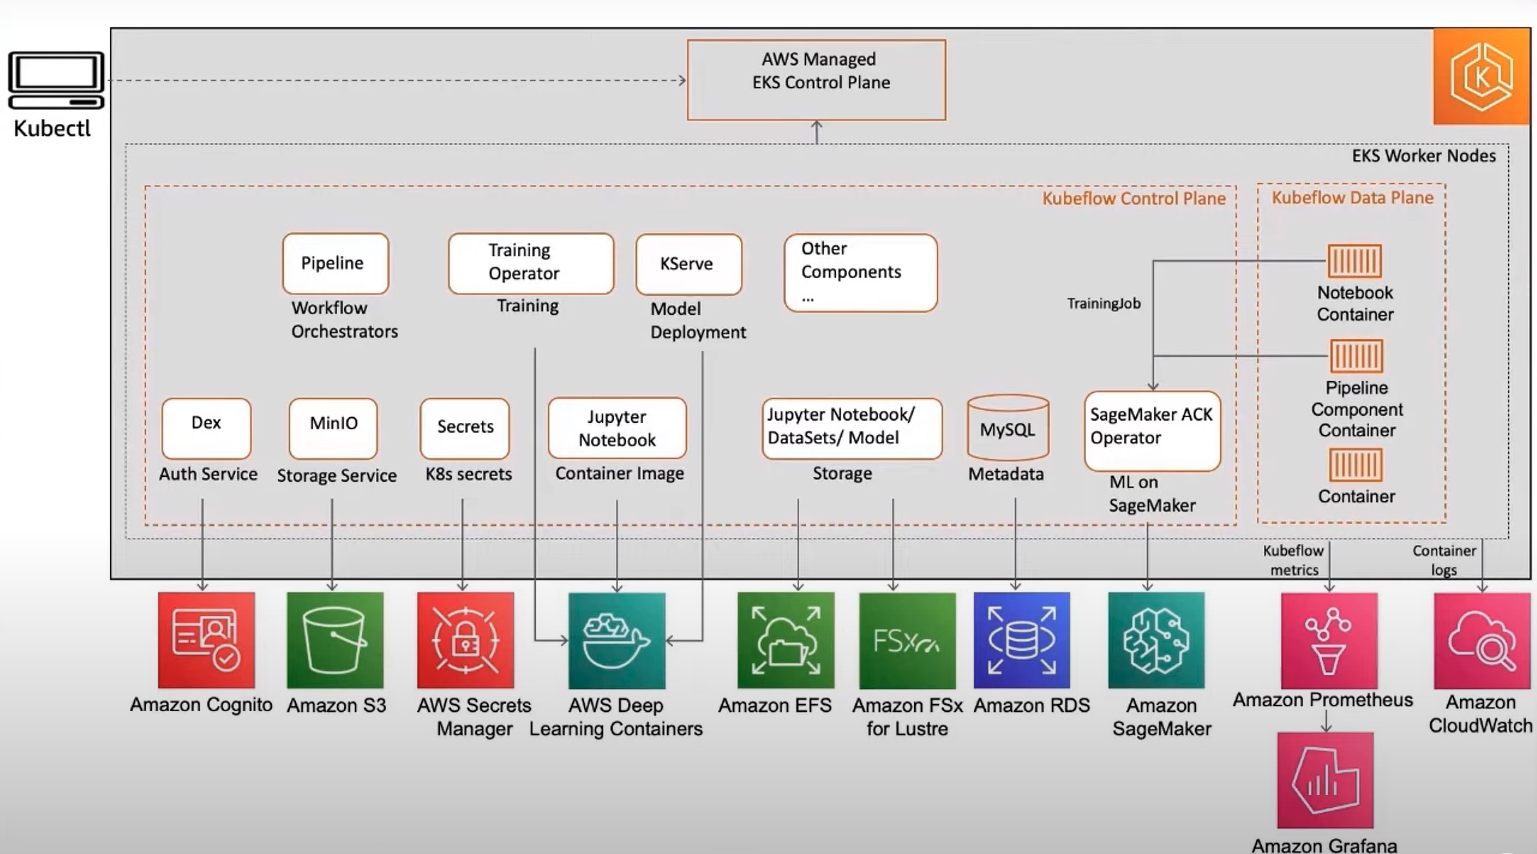 AWS Managed
EKS Control Plane
K
Kubectl
EKS Worker Nodes
Kubeflow Control Plane
Kubeflow Data Plane
Pipeline
Workflow
Orchestrators
Training
Operator
Training
KServe
Model
Deployment
Other
Components
...
TrainingJob
Notebook
Container
Pipeline
Component
Container
Container
Dex
Auth Service
MinIO
Storage Service
Secrets
K8s secrets
Jupyter
Notebook
Container Image
Jupyter Notebook/
DataSets/ Model
Storage
MySQL
Metadata
SageMaker ACK
Operator
ML on
SageMaker
Kubeflow
metrics
Container
logs
FSx
Amazon Cognito
Amazon S3
AWS Secrets
Manager
AWS Deep
Learning Containers
Amazon EFS
Amazon FSx
for Lustre
Amazon RDS
Amazon
SageMaker
Amazon Prometheus
Amazon
CloudWatch
Amazon Grafana